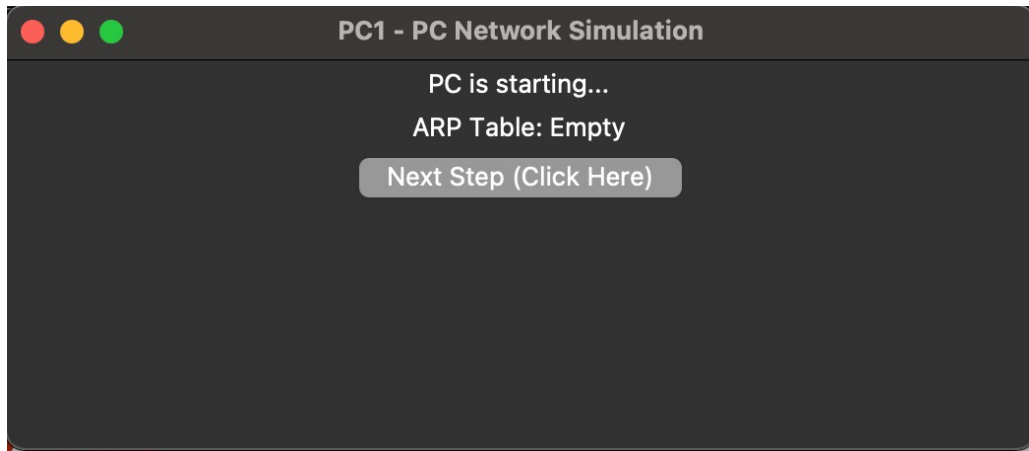 PC1 - PC Network Simulation
PC is starting...
ARP Table: Empty
Next Step (Click Here)